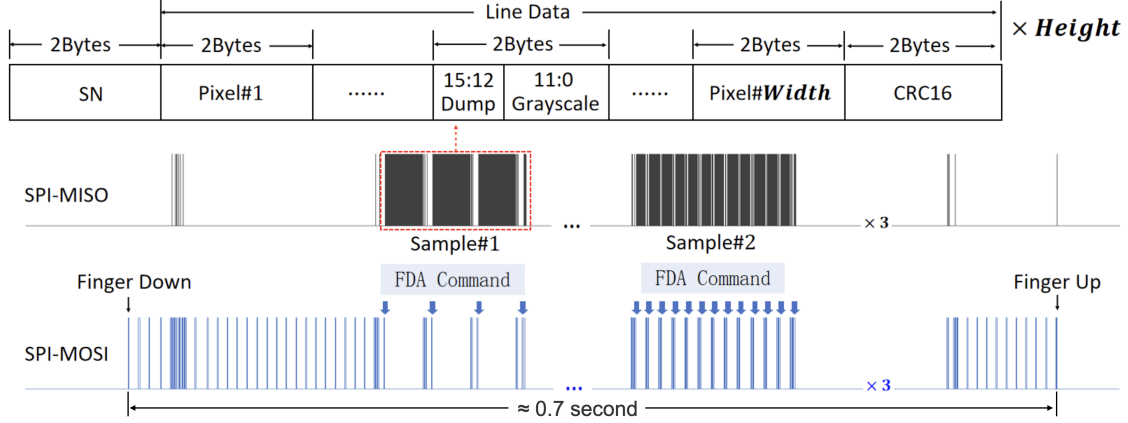 Line Data
× Height
2Bytes 2Bytes 2Bytes 2Bytes 2Bytes
SN Pixel#1 ...... 15:12 Dump 11:0 Grayscale ...... Pixel#Width CRC16
SPI-MISO
... × 3
Sample#1 Sample#2
FDA Command FDA Command
Finger Down Finger Up
SPI-MOSI
... × 3
≈ 0.7 second